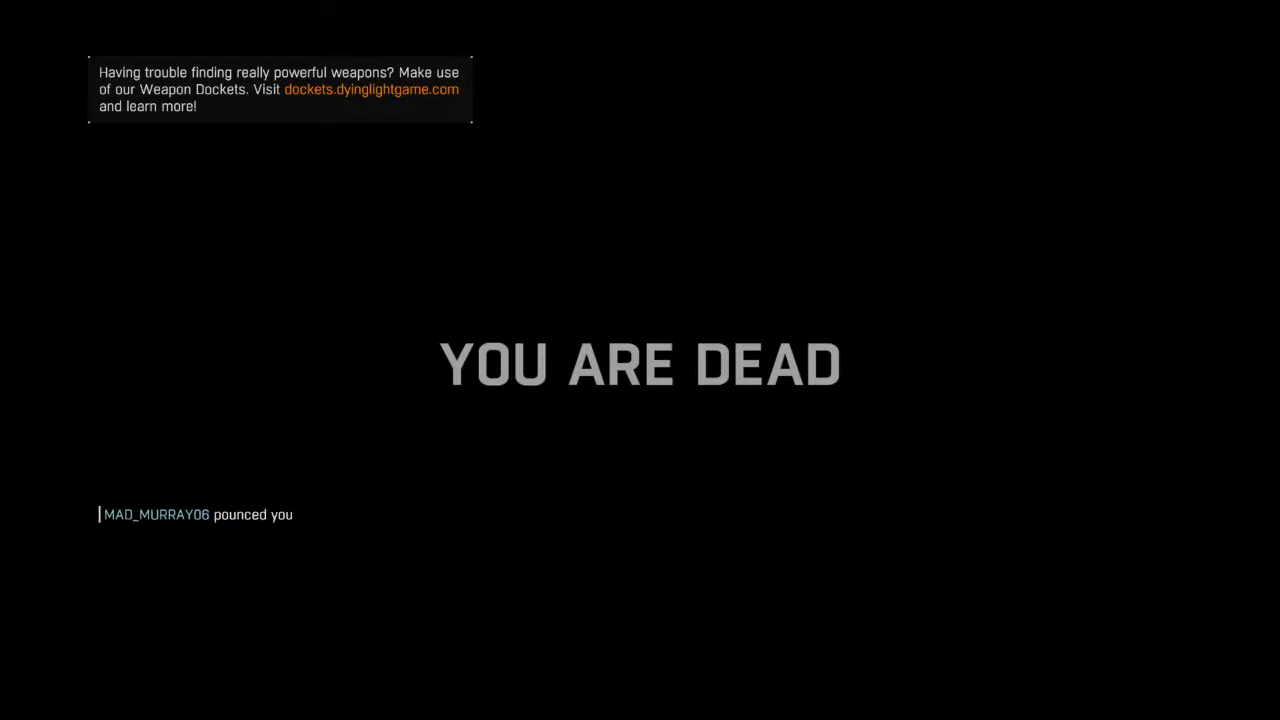 Having trouble finding really powerful weapons? Make use
of our Weapon Dockets. Visit dockets.dyinglightgame.com
and learn more!
YOU ARE DEAD
MAD_MURRAY06 pounced you